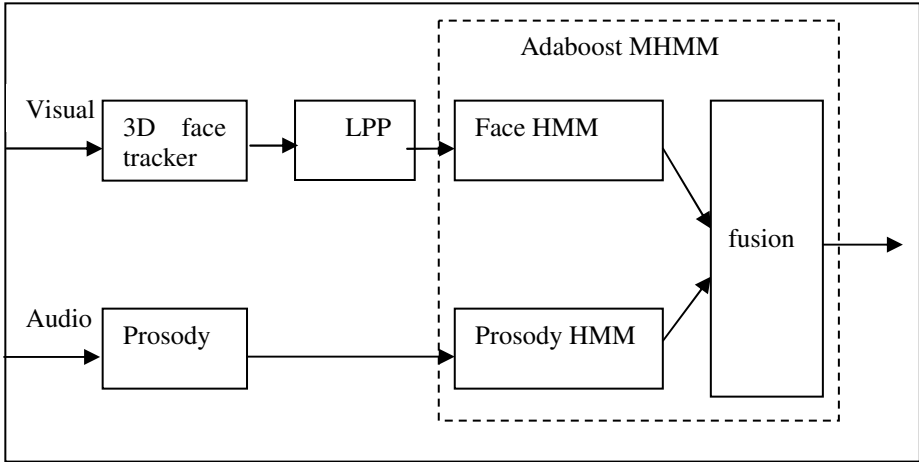 Adaboost MHMM
Visual
3D face
tracker
LPP
Face HMM
fusion
Audio
Prosody
Prosody HMM